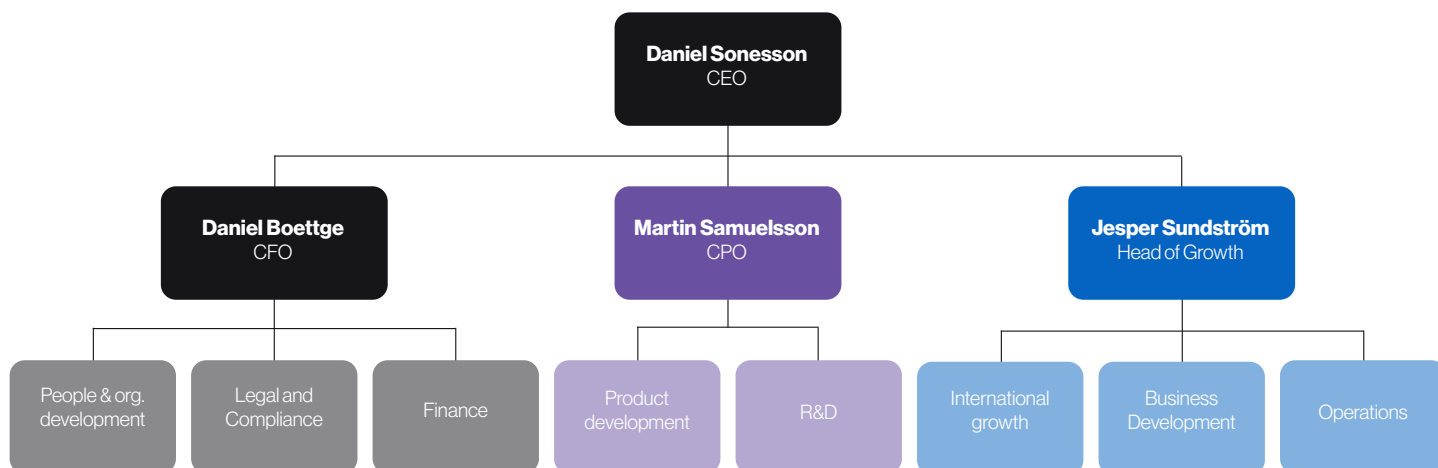 Daniel Sonesson
CEO
Daniel Boettge
CFO
Martin Samuelsson
CPO
Jesper Sundström
Head of Growth
People & org.
development
Legal and
Compliance
Finance
Product
development
R&D
International
growth
Business
Development
Operations